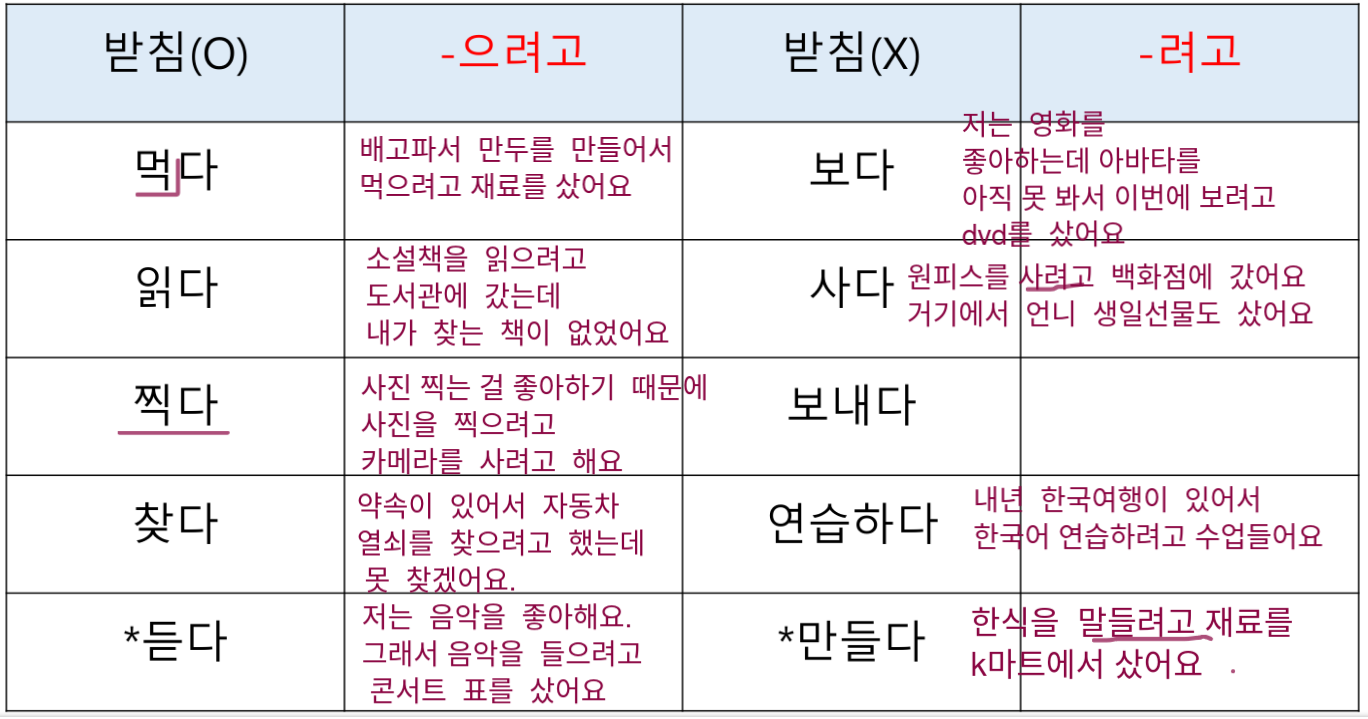 받침(O)
-으려고
받침(X)
-려고
먹다
배고파서 만두를 만들어서
먹으려고 재료를 샀어요
보다
저는 영화를
좋아하는데 아바타를
아직 못 봐서 이번에 보려고
dvd를 샀어요
읽다
소설책을 읽으려고
도서관에 갔는데
내가 찾는 책이 없었어요
사다
원피스를 사려고 백화점에 갔어요
거기에서 언니 생일선물도 샀어요
찍다
사진 찍는 걸 좋아하기 때문에
사진을 찍으려고
카메라를 사려고 해요
보내다
찾다
약속이 있어서 자동차
열쇠를 찾으려고 했는데
못 찾겠어요.
연습하다
내년 한국여행이 있어서
한국어 연습하려고 수업들어요
*듣다
저는 음악을 좋아해요.
그래서 음악을 들으려고
콘서트 표를 샀어요
*만들다
한식을 말들려고 재료를
k마트에서 샀어요 .